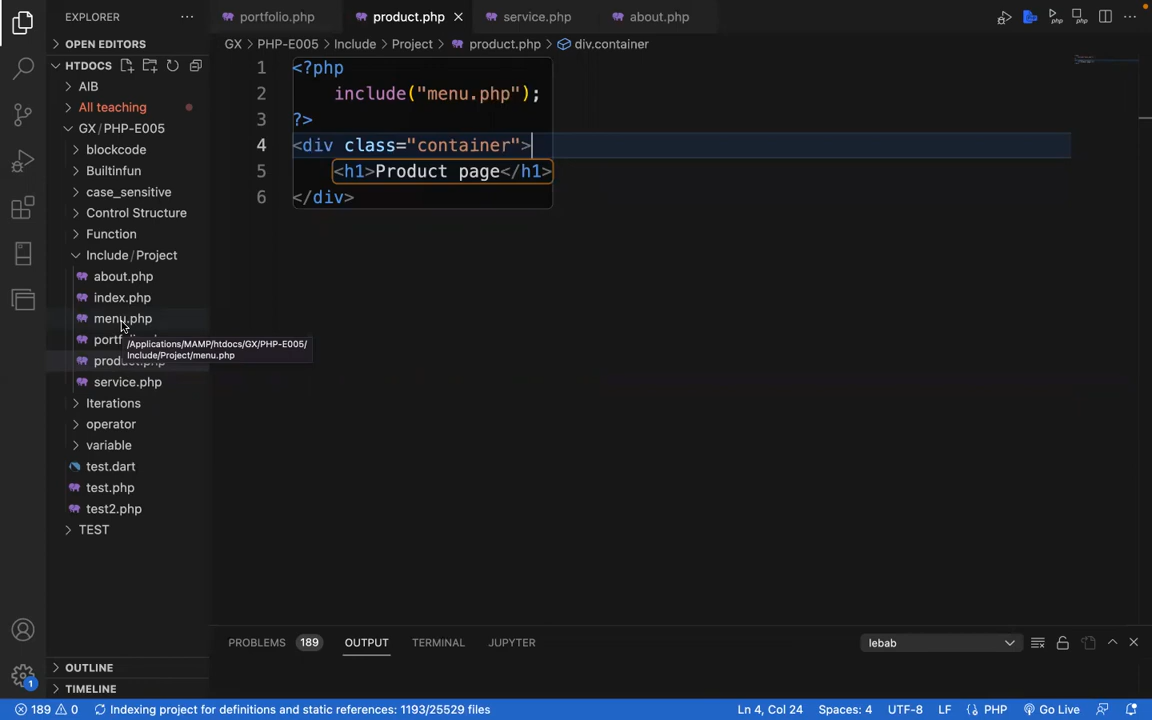 EXPLORER ···
portfolio.php
product.php
service.php
about.php
OPEN EDITORS
HTDOCS
AIB
All teaching
GX / PHP-E005
blockcode
Builtinfun
case_sensitive
Control Structure
Function
Include / Project
about.php
index.php
menu.php
portf
product.php
service.php
Iterations
operator
variable
test.dart
test.php
test2.php
TEST
OUTLINE
TIMELINE
/Applications/MAMP/htdocs/GX/PHP-E005/
Include/Project/menu.php
GX > PHP-E005 > Include > Project > product.php > div.container
1 <?php
2 include("menu.php");
3 ?>
4 <div class="container">
5 <h1>Product page</h1>
6 </div>
PROBLEMS 189 OUTPUT TERMINAL JUPYTER
lebab
1
189 0 Indexing project for definitions and static references: 1193/25529 files
Ln 4, Col 24 Spaces: 4 UTF-8 LF {} PHP Go Live